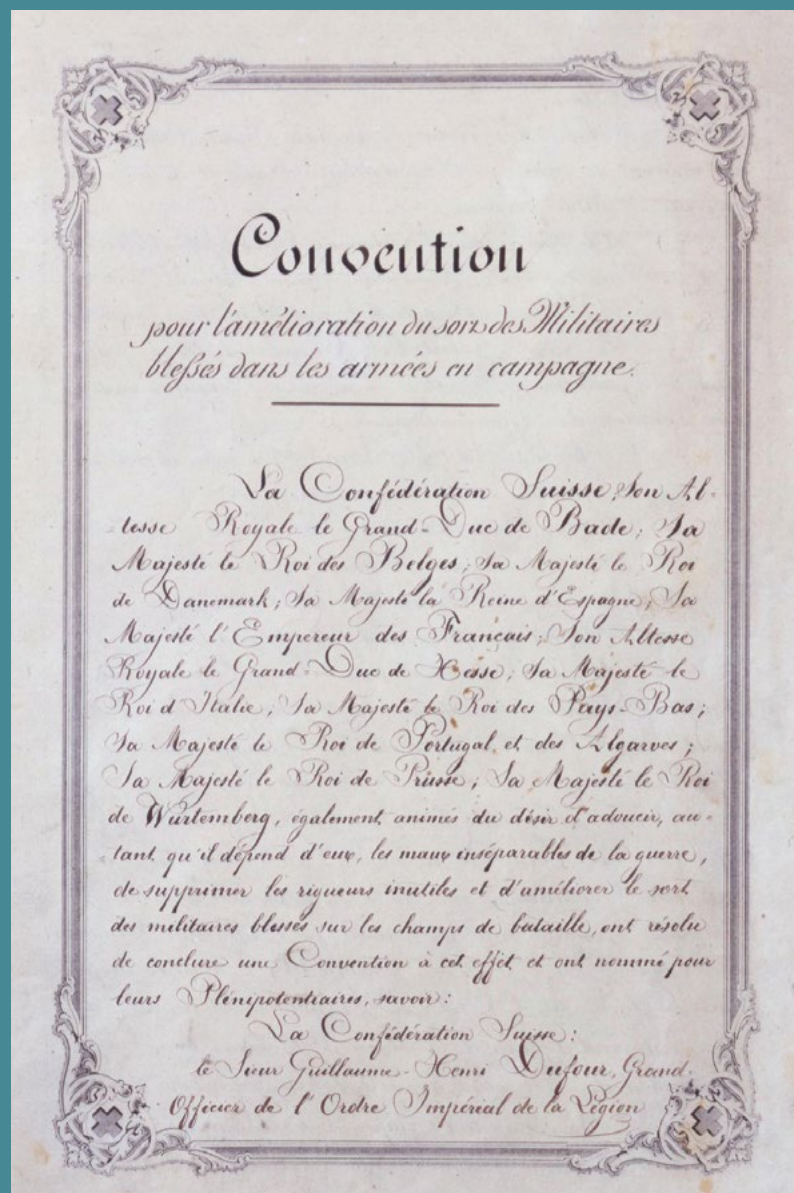 Convention
pour l'amélioration du sort des Militaires
blessés dans les armées en campagne.
La Confédération Suisse; Son Al-
tesse Royale le Grand-Duc de Bade; Sa
Majesté le Roi des Belges; Sa Majesté le Roi
de Danemark; Sa Majesté la Reine d'Espagne; Sa
Majesté l'Empereur des Français; Son Altesse
Royale le Grand-Duc de Hesse; Sa Majesté le
Roi d'Italie; Sa Majesté le Roi des Pays-Bas;
Sa Majesté le Roi de Portugal et des Algarves;
Sa Majesté le Roi de Prusse; Sa Majesté le Roi
de Wurtemberg, également animés du désir d'adoucir, au-
tant qu'il dépend d'eux, les maux inséparables de la guerre,
de supprimer les rigueurs inutiles et d'améliorer le sort
des militaires blessés sur les champs de bataille, ont résolu
de conclure une Convention à cet effet et ont nommé pour
leurs Plénipotentiaires, savoir:
La Confédération Suisse:
le Sieur Guillaume-Henri Dufour, Grand
Officier de l'Ordre Impérial de la Légion